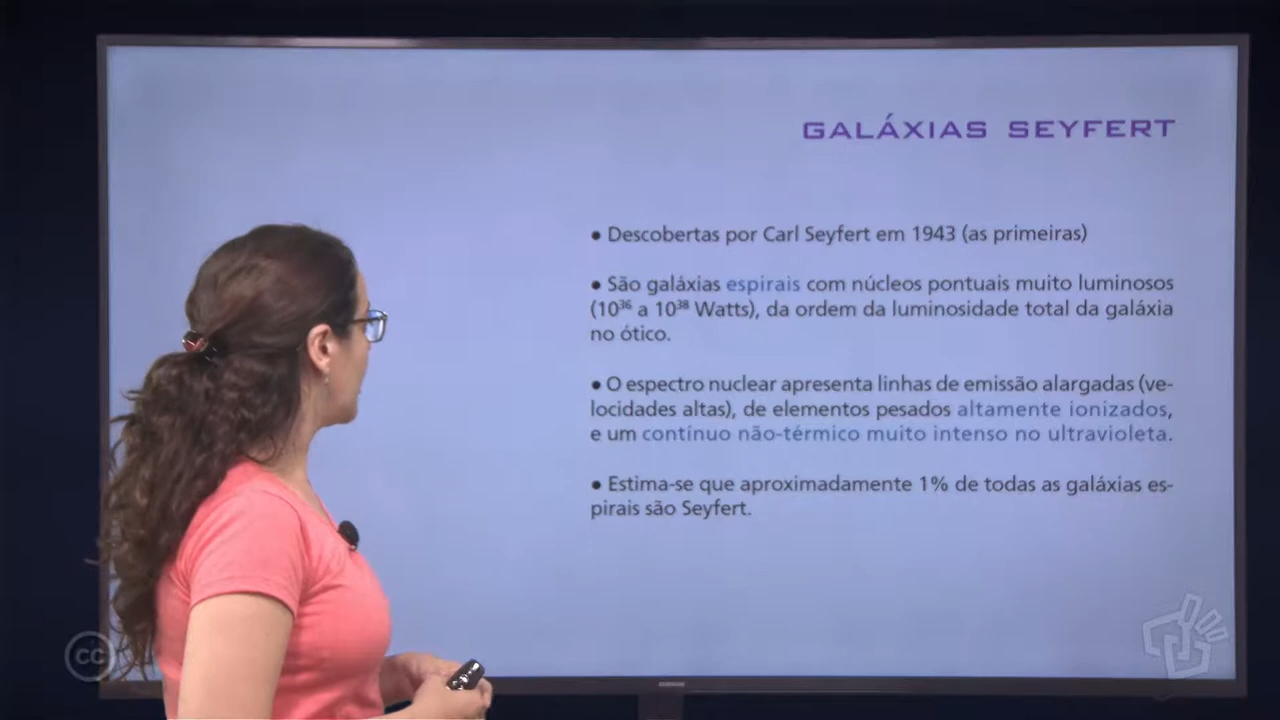 GALÁXIAS SEYFERT
● Descobertas por Carl Seyfert em 1943 (as primeiras)
● São galáxias espirais com núcleos pontuais muito luminosos
(10³⁶ a 10³⁸ Watts), da ordem da luminosidade total da galáxia
no ótico.
● O espectro nuclear apresenta linhas de emissão alargadas (ve-
locidades altas), de elementos pesados altamente ionizados,
e um contínuo não-térmico muito intenso no ultravioleta.
● Estima-se que aproximadamente 1% de todas as galáxias es-
pirais são Seyfert.
cc
SAMSUNG